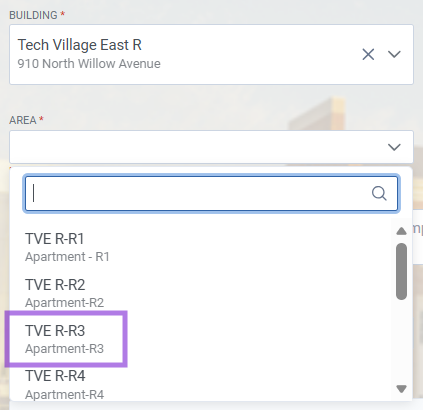 BUILDING *
Tech Village East R
910 North Willow Avenue
AREA *
TVE R-R1
Apartment - R1
TVE R-R2
Apartment-R2
TVE R-R3
Apartment-R3
TVE R-R4
Apartment-R4